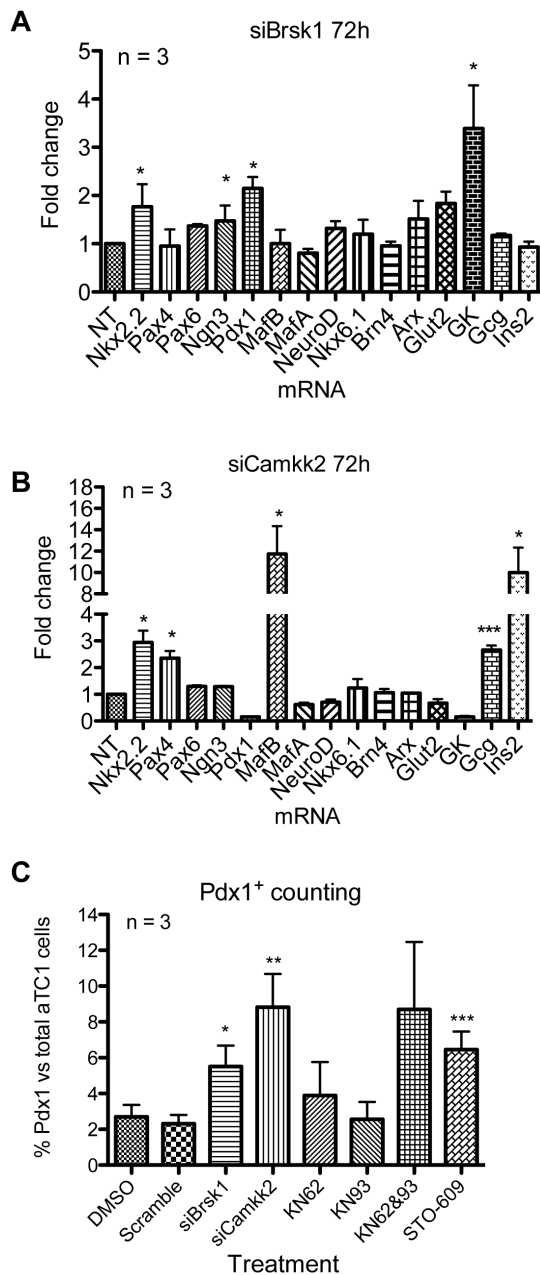 A
siBrsk1 72h
n = 3
Fold change
5
4
3
2
1
0
*
*
*
*
NT
Nkx2.2
Pax4
Pax6
Ngn3
Pdx1
MafB
MafA
NeuroD
Nkx6.1
Brn4
Arx
Glut2
GK
Gcg
Ins2
mRNA
B
siCamkk2 72h
n = 3
Fold change
18
16
14
12
10
8
4
3
2
1
0
*
*
*
***
*
NT
Nkx2.2
Pax4
Pax6
Ngn3
Pdx1
MafB
MafA
NeuroD
Nkx6.1
Brn4
Arx
Glut2
GK
Gcg
Ins2
mRNA
C
Pdx1⁺ counting
n = 3
% Pdx1 vs total aTC1 cells
14
12
10
8
6
4
2
0
*
**
***
DMSO
Scramble
siBrsk1
siCamkk2
KN62
KN93
KN62&93
STO-609
Treatment